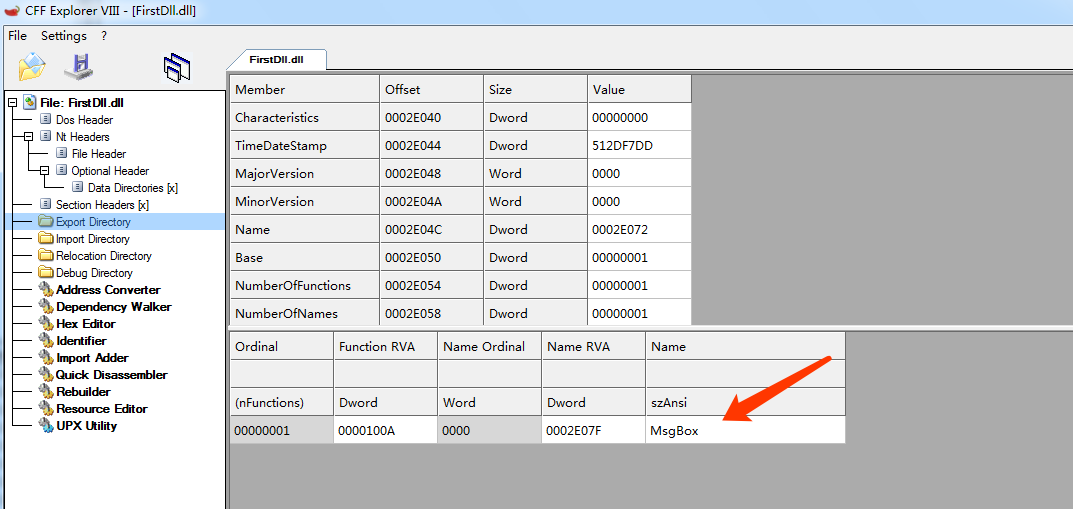 CFF Explorer VIII - [FirstDll.dll]
File Settings ?
File: FirstDll.dll
Dos Header
Nt Headers
File Header
Optional Header
Data Directories [x]
Section Headers [x]
Export Directory
Import Directory
Relocation Directory
Debug Directory
Address Converter
Dependency Walker
Hex Editor
Identifier
Import Adder
Quick Disassembler
Rebuilder
Resource Editor
UPX Utility
FirstDll.dll
Member Offset Size Value
Characteristics 0002E040 Dword 00000000
TimeDateStamp 0002E044 Dword 512DF7DD
MajorVersion 0002E048 Word 0000
MinorVersion 0002E04A Word 0000
Name 0002E04C Dword 0002E072
Base 0002E050 Dword 00000001
NumberOfFunctions 0002E054 Dword 00000001
NumberOfNames 0002E058 Dword 00000001
Ordinal Function RVA Name Ordinal Name RVA Name
(nFunctions) Dword Word Dword szAnsi
00000001 0000100A 0000 0002E07F MsgBox